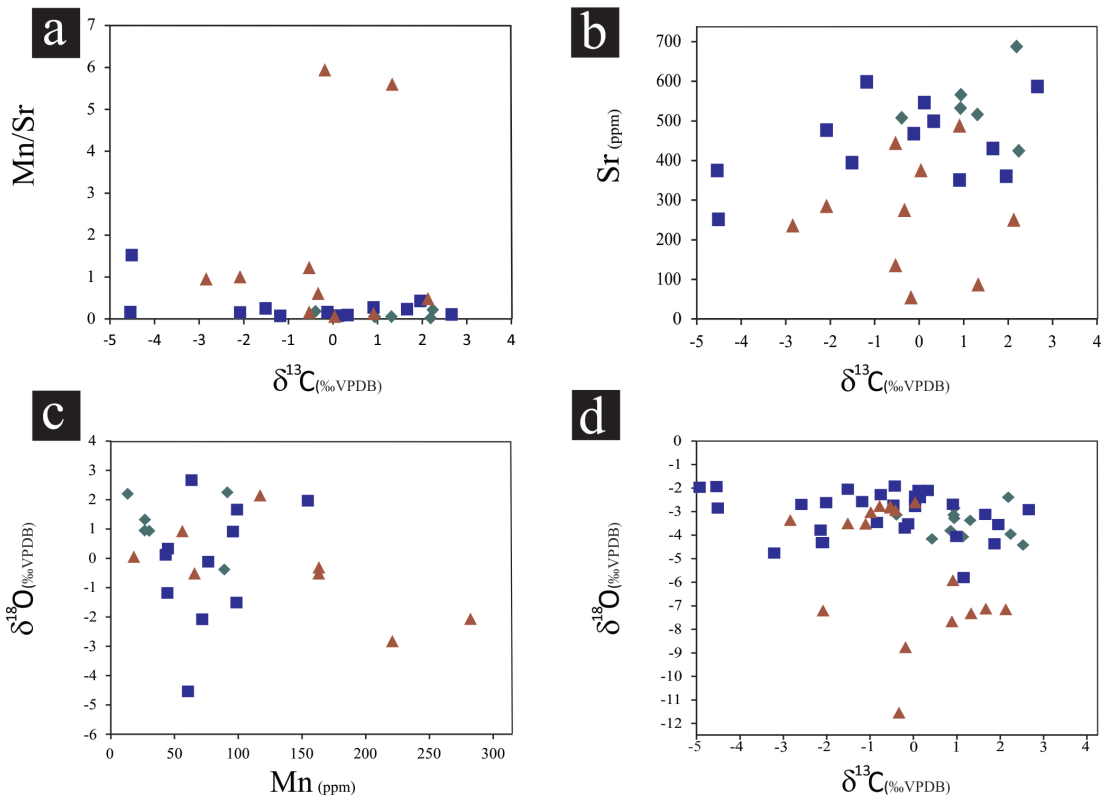 a
7
6
5
4
3
2
1
0
Mn/Sr
-5 -4 -3 -2 -1 0 1 2 3 4
δ¹³C(‰VPDB)
b
700
600
500
400
300
200
100
0
Sr (ppm)
-5 -4 -3 -2 -1 0 1 2 3 4
δ¹³C(‰VPDB)
c
4
3
2
1
0
-1
-2
-3
-4
-5
-6
δ¹⁸O(‰VPDB)
0 50 100 150 200 250 300
Mn (ppm)
d
0
-1
-2
-3
-4
-5
-6
-7
-8
-9
-10
-11
-12
δ¹⁸O(‰VPDB)
-5 -4 -3 -2 -1 0 1 2 3 4
δ¹³C(‰VPDB)